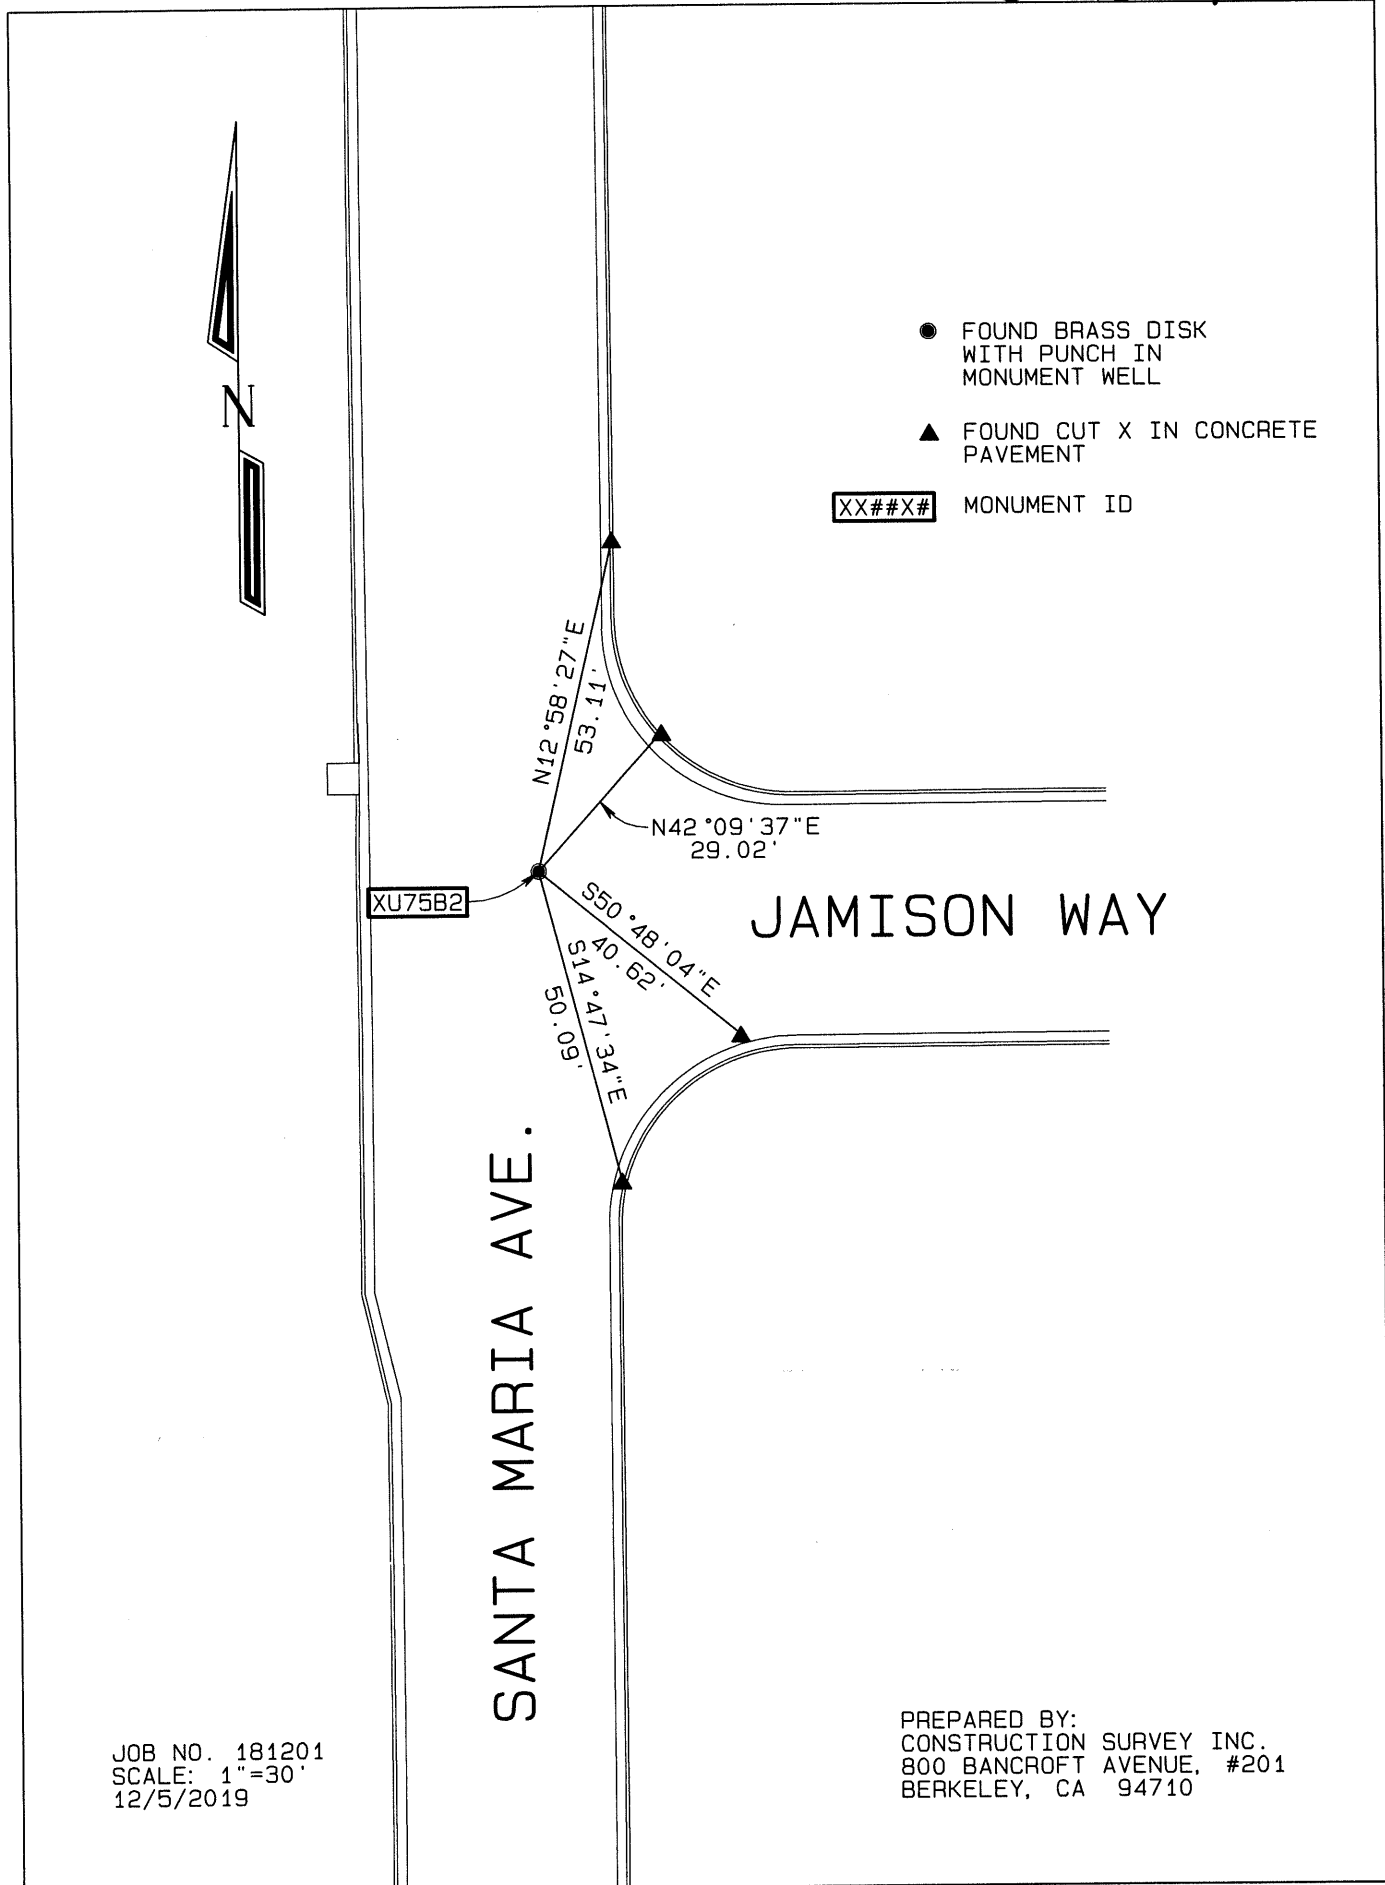 N
FOUND BRASS DISK
WITH PUNCH IN
MONUMENT WELL
FOUND CUT X IN CONCRETE
PAVEMENT
XX##X#
MONUMENT ID
N12°58'27"E
53.11'
N42°09'37"E
29.02'
XU75B2
S50°48'04"E
40.62'
S14°47'34"E
50.09'
JAMISON WAY
SANTA MARIA AVE.
JOB NO. 181201
SCALE: 1"=30'
12/5/2019
PREPARED BY:
CONSTRUCTION SURVEY INC.
800 BANCROFT AVENUE, #201
BERKELEY, CA 94710